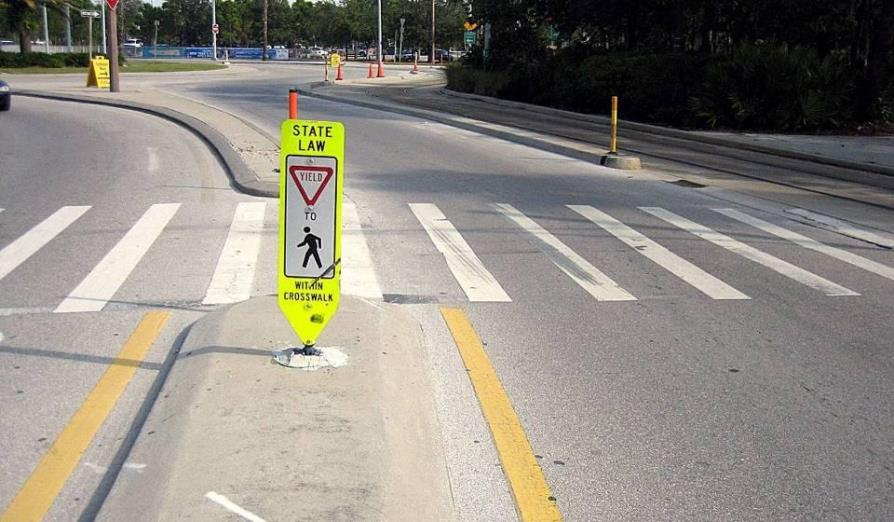 STATE
LAW
YIELD
TO
WITHIN
CROSSWALK